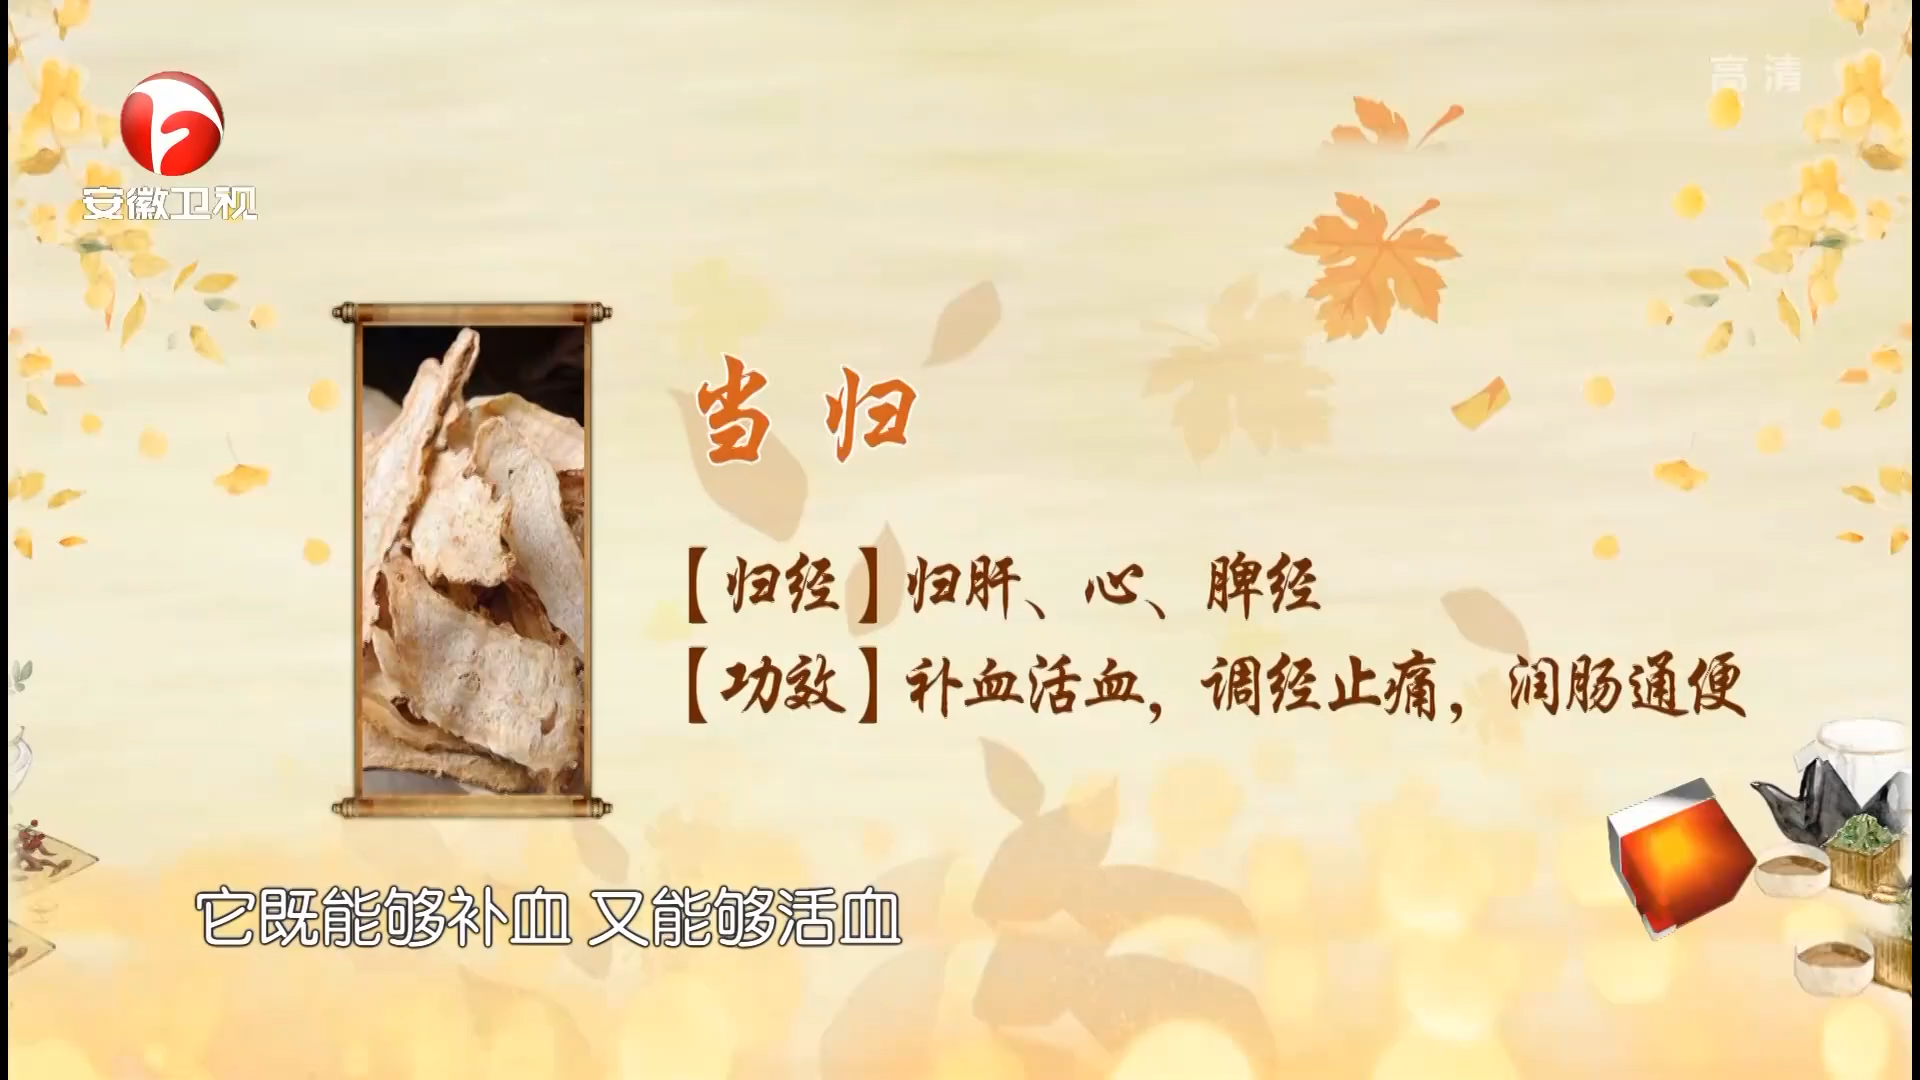 高清
安徽卫视
当归
【归经】归肝、心、脾经
【功效】补血活血，调经止痛，润肠通便
它既能够补血 又能够活血